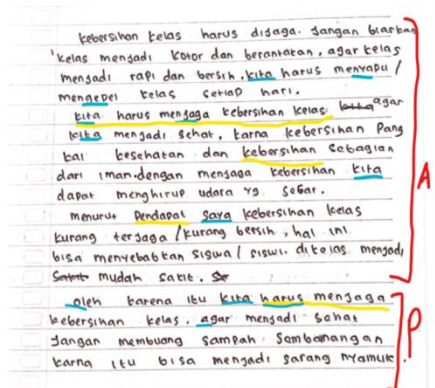 kebersihan kelas harus dijaga. Jangan biarkan
kelas menjadi kotor dan berantakan, agar kelas
menjadi rapi dan bersih, kita harus menyapu /
mengepel kelas setiap hari.
kita harus menjaga kebersihan kelas agar
kita menjadi sehat, karna kebersihan Pang
kal kesehatan dan kebersihan sebagian
dari iman.dengan menjaga kebersihan kita
dapat menghirup udara yg. segar.
menurut Pendapat saya kebersihan kelas
kurang terjaga / kurang bersih, hal ini
bisa menyebabkan siswa / siswi dikelas menjadi
mudah sakit.
oleh karena itu kita harus menjaga
kebersihan kelas, agar menjadi sehat
Jangan membuang sampah sembarangan
karna itu bisa menjadi sarang nyamuk.
A
P